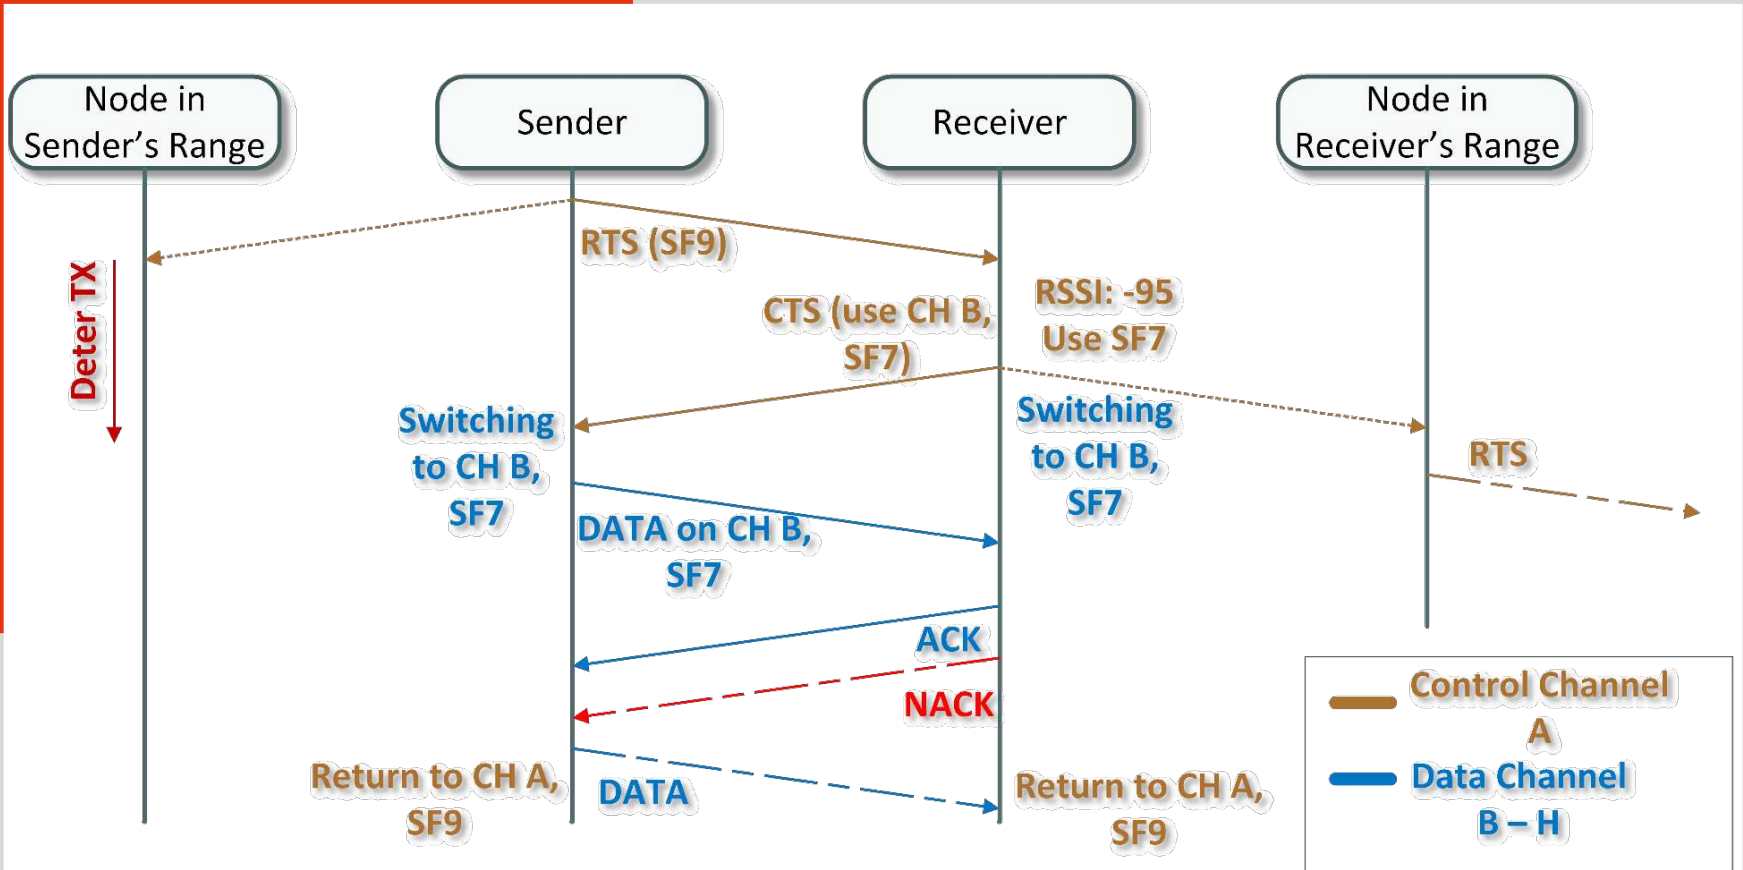 Node in
Sender's Range
Sender
Receiver
Node in
Receiver's Range
RTS (SF9)
Deter TX
RSSI: -95
Use SF7
CTS (use CH B,
SF7)
Switching
to CH B,
SF7
Switching
to CH B,
SF7
RTS
DATA on CH B,
SF7
ACK
NACK
Return to CH A,
SF9
DATA
Return to CH A,
SF9
Control Channel
A
Data Channel
B – H